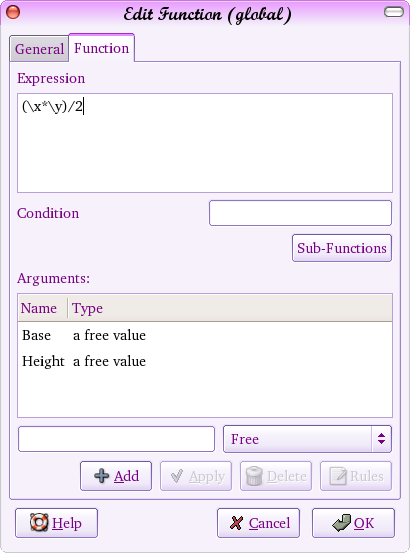 Edit Function (global)
General Function
Expression
(\x*\y)/2
Condition
Sub-Functions
Arguments:
Name Type
Base a free value
Height a free value
Free
Add Apply Delete Rules
Help Cancel OK